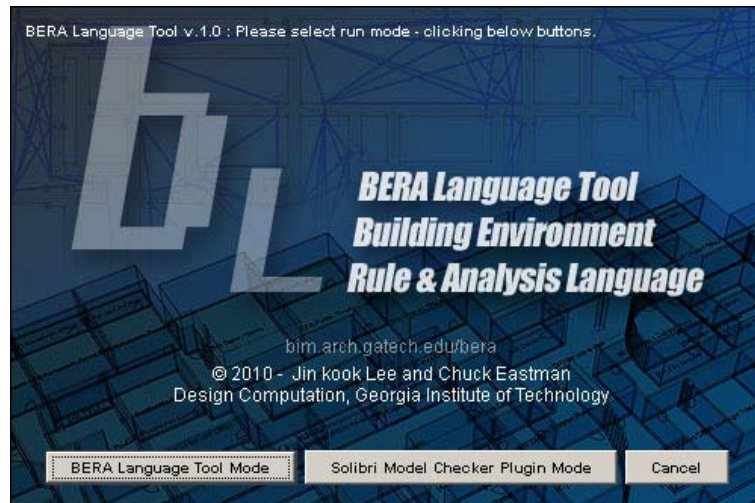 BERA Language Tool v.1.0 : Please select run mode - clicking below buttons.
bL
BERA Language Tool
Building Environment
Rule & Analysis Language
bim.arch.gatech.edu/bera
© 2010 - Jin kook Lee and Chuck Eastman
Design Computation, Georgia Institute of Technology
BERA Language Tool Mode
Solibri Model Checker Plugin Mode
Cancel